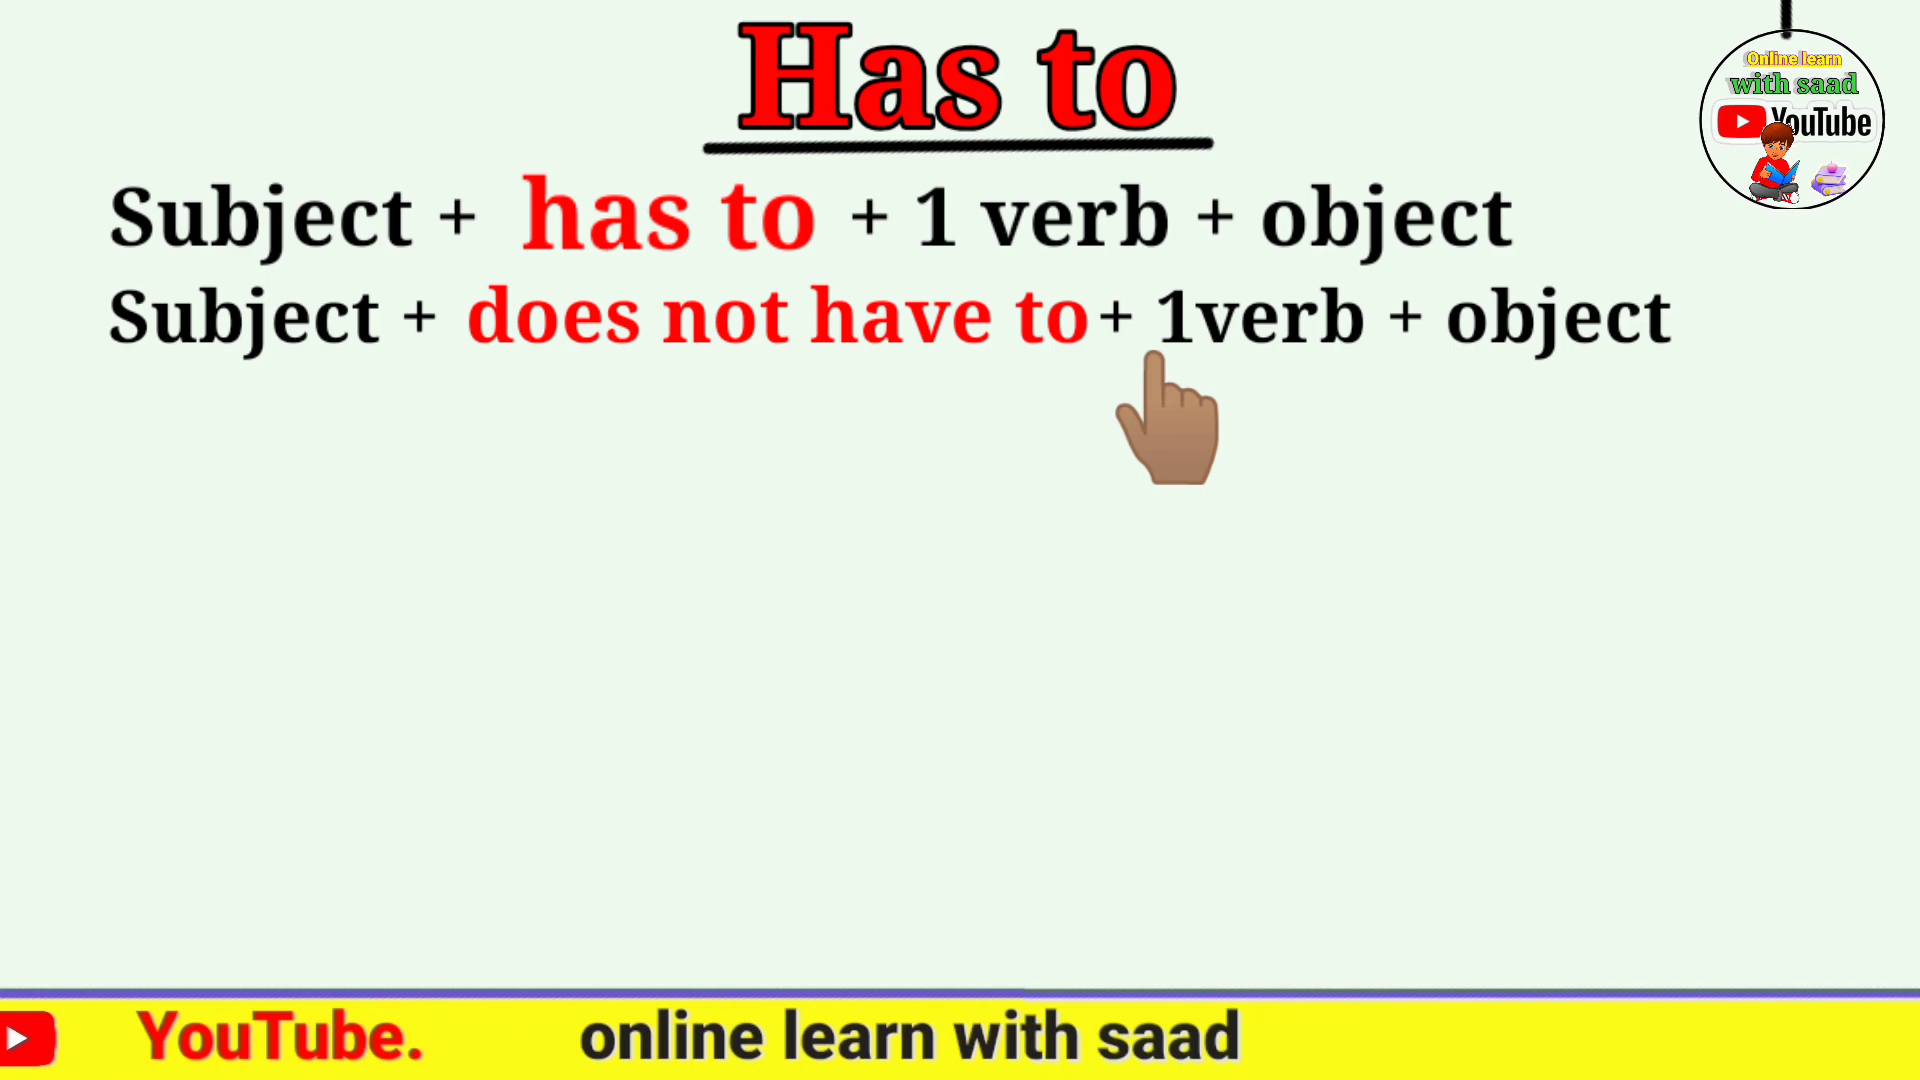 Has to
Online learn
with saad
YouTube
Subject + has to + 1 verb + object
Subject + does not have to + 1verb + object
YouTube. online learn with saad